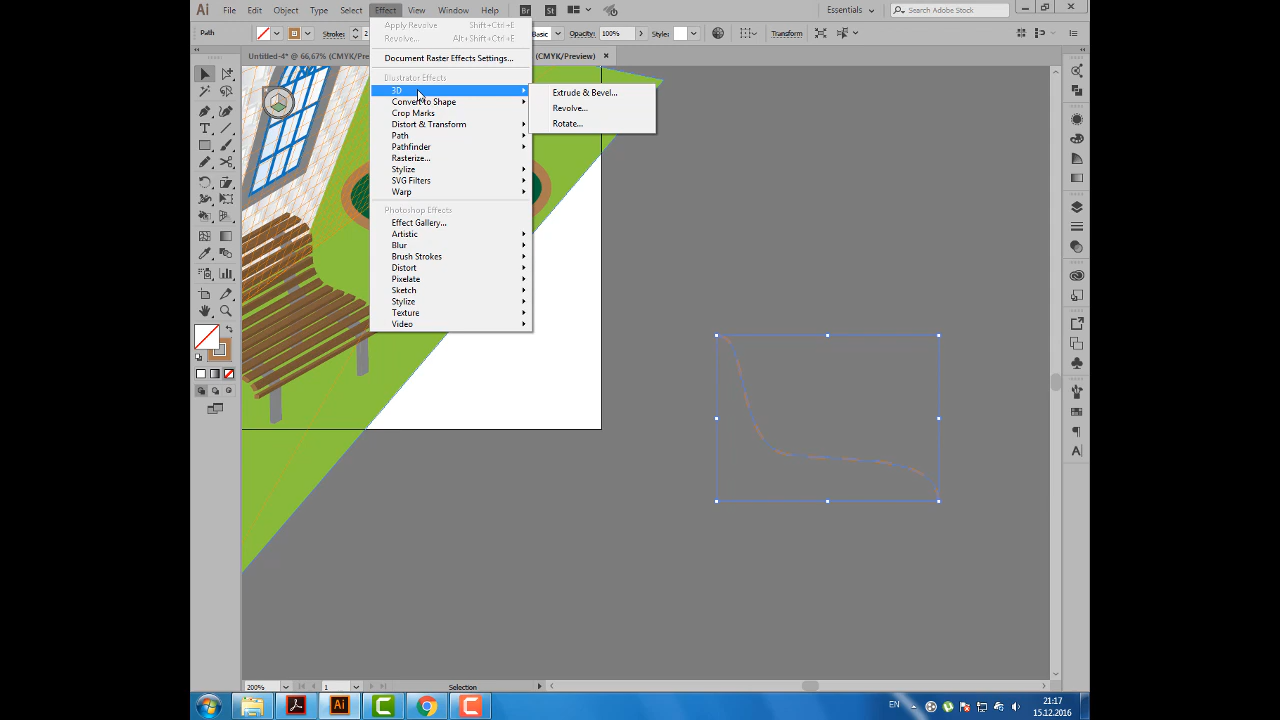 Ai File Edit Object Type Select Effect View Window Help Br St Essentials Search Adobe Stock
Path Stroke: 2 Basic Opacity: 100% Style: Transform
Untitled-4* @ 66,67% (CMYK/Pre (CMYK/Preview)
Apply Revolve Shift+Ctrl+E
Revolve... Alt+Shift+Ctrl+E
Document Raster Effects Settings...
Illustrator Effects
3D
Convert to Shape
Crop Marks
Distort & Transform
Path
Pathfinder
Rasterize...
Stylize
SVG Filters
Warp
Photoshop Effects
Effect Gallery...
Artistic
Blur
Brush Strokes
Distort
Pixelate
Sketch
Stylize
Texture
Video
Extrude & Bevel...
Revolve...
Rotate...
200% 1 Selection
EN 21:17
15.12.2016